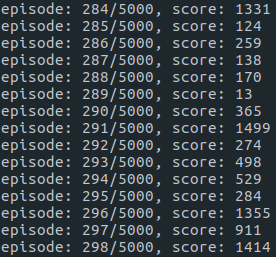 episode: 284/5000, score: 1331
episode: 285/5000, score: 124
episode: 286/5000, score: 259
episode: 287/5000, score: 138
episode: 288/5000, score: 170
episode: 289/5000, score: 13
episode: 290/5000, score: 365
episode: 291/5000, score: 1499
episode: 292/5000, score: 274
episode: 293/5000, score: 498
episode: 294/5000, score: 529
episode: 295/5000, score: 284
episode: 296/5000, score: 1355
episode: 297/5000, score: 911
episode: 298/5000, score: 1414